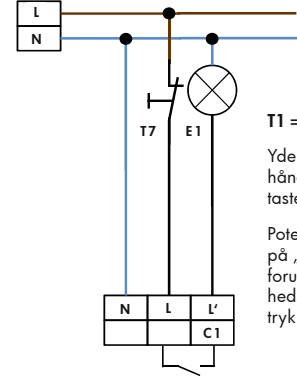 L
N
T7 E1
T1 =
Yde
hånd
taste
Pote
på „
foru
hed
tryk
N L L‘
C1